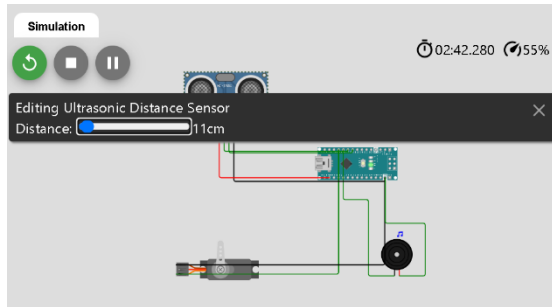 Simulation
02:42.280 55%
Editing Ultrasonic Distance Sensor
Distance: 11cm